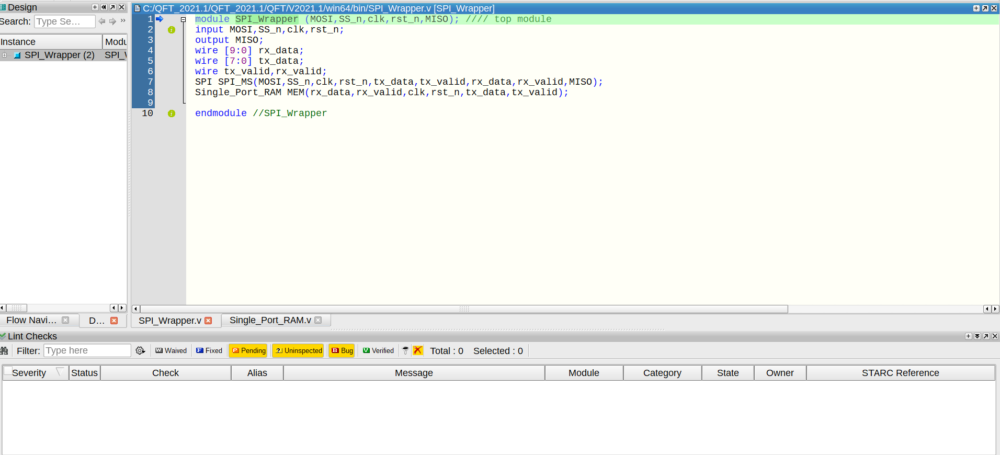 Design
C:/QFT_2021.1/QFT_2021.1/QFT/V2021.1/win64/bin/SPI_Wrapper.v [SPI_Wrapper]
Search: Type Se... »
Instance Modu
SPI_Wrapper (2) SPI_W
1 module SPI_Wrapper (MOSI,SS_n,clk,rst_n,MISO); //// top module
2 input MOSI,SS_n,clk,rst_n;
3 output MISO;
4 wire [9:0] rx_data;
5 wire [7:0] tx_data;
6 wire tx_valid,rx_valid;
7 SPI SPI_MS(MOSI,SS_n,clk,rst_n,tx_data,tx_valid,rx_data,rx_valid,MISO);
8 Single_Port_RAM MEM(rx_data,rx_valid,clk,rst_n,tx_data,tx_valid);
9
10 endmodule //SPI_Wrapper
Flow Navi... D... SPI_Wrapper.v Single_Port_RAM.v
Lint Checks
Filter: Type here W Waived F Fixed P Pending ? Uninspected B Bug V Verified Total : 0 Selected : 0
Severity Status Check Alias Message Module Category State Owner STARC Reference